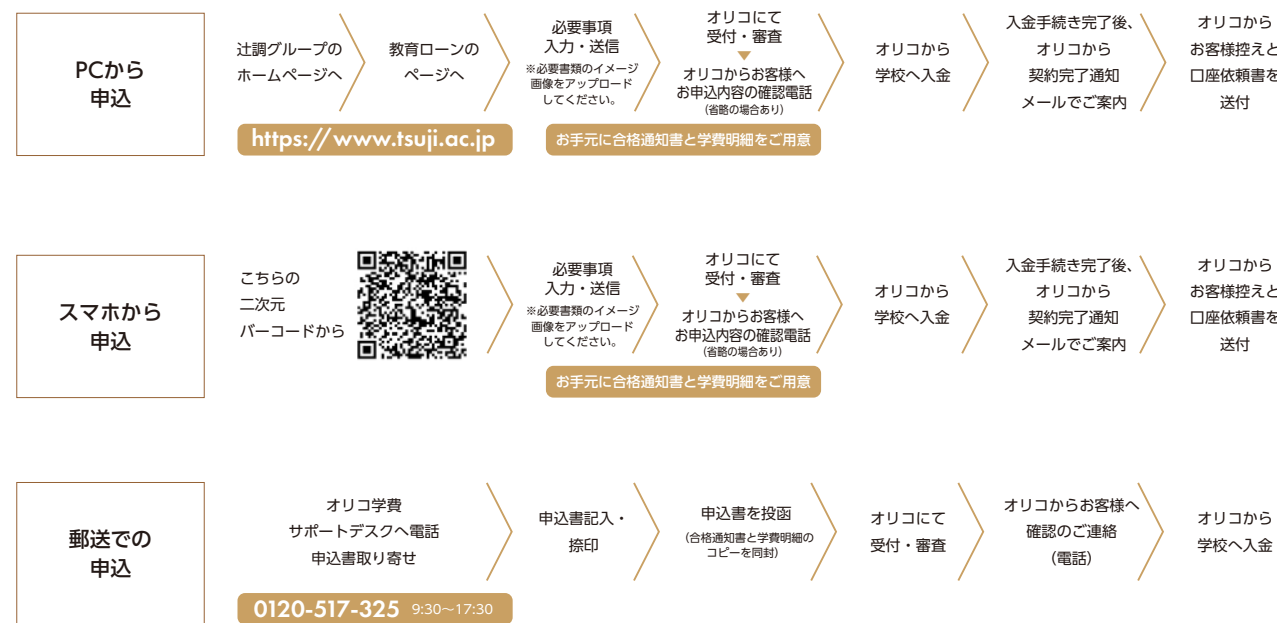 PCから
申込
辻調グループの
ホームページへ
教育ローンの
ページへ
必要事項
入力・送信
※必要書類のイメージ
画像をアップロード
してください。
オリコにて
受付・審査
オリコからお客様へ
お申込内容の確認電話
(省略の場合あり)
オリコから
学校へ入金
入金手続き完了後、
オリコから
契約完了通知
メールでご案内
オリコから
お客様控えと
口座依頼書を
送付
https://www.tsuji.ac.jp
お手元に合格通知書と学費明細をご用意
スマホから
申込
こちらの
二次元
バーコードから
必要事項
入力・送信
※必要書類のイメージ
画像をアップロード
してください。
オリコにて
受付・審査
オリコからお客様へ
お申込内容の確認電話
(省略の場合あり)
オリコから
学校へ入金
入金手続き完了後、
オリコから
契約完了通知
メールでご案内
オリコから
お客様控えと
口座依頼書を
送付
お手元に合格通知書と学費明細をご用意
郵送での
申込
オリコ学費
サポートデスクへ電話
申込書取り寄せ
申込書記入・
捺印
申込書を投函
(合格通知書と学費明細の
コピーを同封)
オリコにて
受付・審査
オリコからお客様へ
確認のご連絡
(電話)
オリコから
学校へ入金
0120-517-325 9:30~17:30